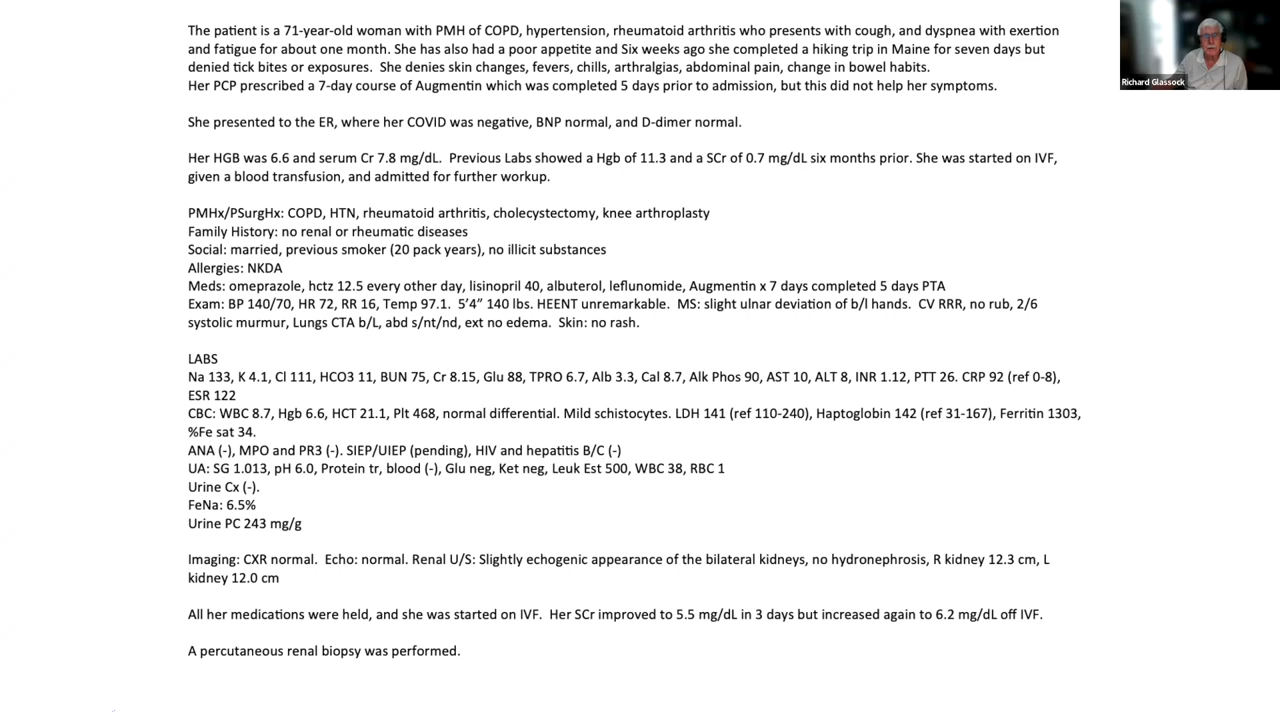 The patient is a 71-year-old woman with PMH of COPD, hypertension, rheumatoid arthritis who presents with cough, and dyspnea with exertion
and fatigue for about one month. She has also had a poor appetite and Six weeks ago she completed a hiking trip in Maine for seven days but
denied tick bites or exposures.  She denies skin changes, fevers, chills, arthralgias, abdominal pain, change in bowel habits.
Her PCP prescribed a 7-day course of Augmentin which was completed 5 days prior to admission, but this did not help her symptoms.
Richard Glassock
She presented to the ER, where her COVID was negative, BNP normal, and D-dimer normal.
Her HGB was 6.6 and serum Cr 7.8 mg/dL.  Previous Labs showed a Hgb of 11.3 and a SCr of 0.7 mg/dL six months prior. She was started on IVF,
given a blood transfusion, and admitted for further workup.
PMHx/PSurgHx: COPD, HTN, rheumatoid arthritis, cholecystectomy, knee arthroplasty
Family History: no renal or rheumatic diseases
Social: married, previous smoker (20 pack years), no illicit substances
Allergies: NKDA
Meds: omeprazole, hctz 12.5 every other day, lisinopril 40, albuterol, leflunomide, Augmentin x 7 days completed 5 days PTA
Exam: BP 140/70, HR 72, RR 16, Temp 97.1.  5’4” 140 lbs. HEENT unremarkable.  MS: slight ulnar deviation of b/l hands.  CV RRR, no rub, 2/6
systolic murmur, Lungs CTA b/L, abd s/nt/nd, ext no edema.  Skin: no rash.
LABS
Na 133, K 4.1, Cl 111, HCO3 11, BUN 75, Cr 8.15, Glu 88, TPRO 6.7, Alb 3.3, Cal 8.7, Alk Phos 90, AST 10, ALT 8, INR 1.12, PTT 26. CRP 92 (ref 0-8),
ESR 122
CBC: WBC 8.7, Hgb 6.6, HCT 21.1, Plt 468, normal differential. Mild schistocytes. LDH 141 (ref 110-240), Haptoglobin 142 (ref 31-167), Ferritin 1303,
%Fe sat 34.
ANA (-), MPO and PR3 (-). SIEP/UIEP (pending), HIV and hepatitis B/C (-)
UA: SG 1.013, pH 6.0, Protein tr, blood (-), Glu neg, Ket neg, Leuk Est 500, WBC 38, RBC 1
Urine Cx (-).
FeNa: 6.5%
Urine PC 243 mg/g
Imaging: CXR normal.  Echo: normal. Renal U/S: Slightly echogenic appearance of the bilateral kidneys, no hydronephrosis, R kidney 12.3 cm, L
kidney 12.0 cm
All her medications were held, and she was started on IVF.  Her SCr improved to 5.5 mg/dL in 3 days but increased again to 6.2 mg/dL off IVF.
A percutaneous renal biopsy was performed.